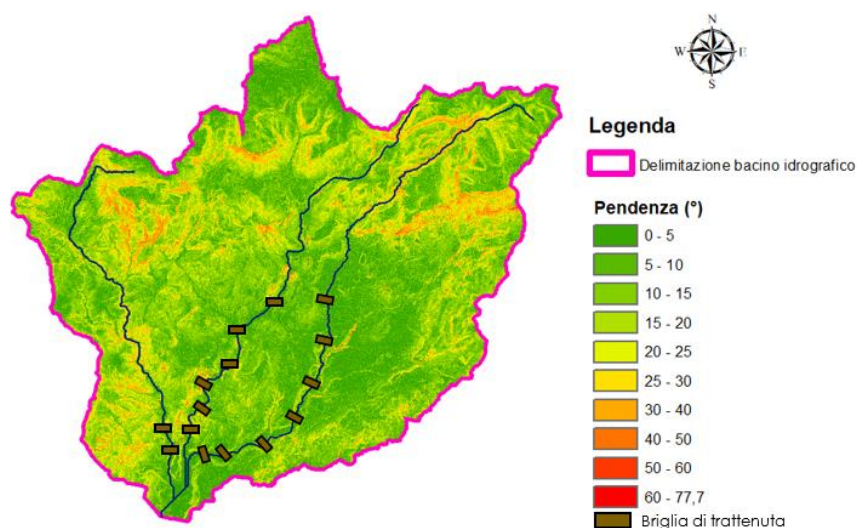 N
W E
S
Legenda
Delimitazione bacino idrografico
Pendenza (°)
0 - 5
5 - 10
10 - 15
15 - 20
20 - 25
25 - 30
30 - 40
40 - 50
50 - 60
60 - 77,7
Briglia di trattenuta